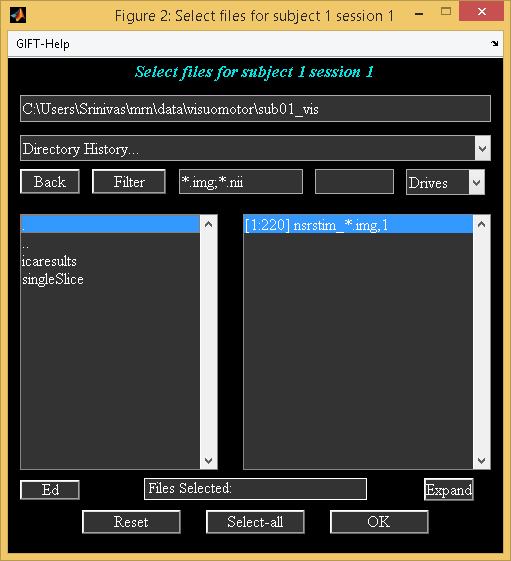 Figure 2: Select files for subject 1 session 1
GIFT-Help
Select files for subject 1 session 1
C:\Users\Srinivas\mrn\data\visuomotor\sub01_vis
Directory History...
Back Filter *.img;*.nii Drives
. [1:220] nsrstim_*.img,1
..
icaresults
singleSlice
Ed Files Selected: Expand
Reset Select-all OK